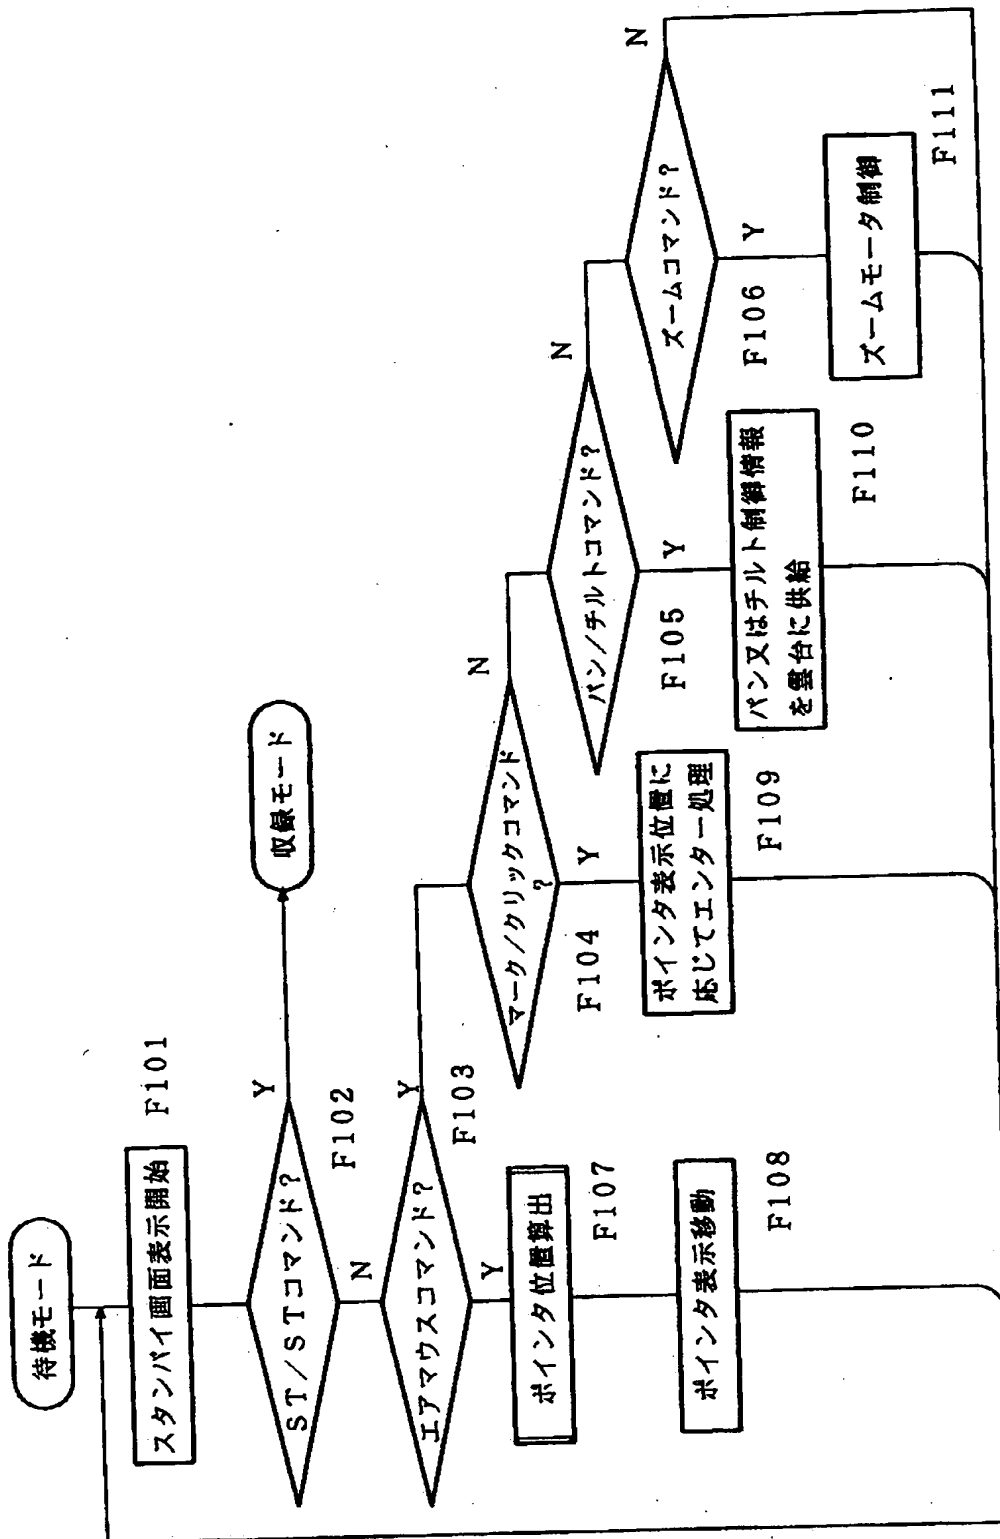 待機モード
スタンバイ画面表示開始
F101
ST/STコマンド?
Y
F102
N
収録モード
エアマウスコマンド?
Y
F103
Y
ポインタ位置算出
F107
ポインタ表示移動
F108
マーク/クリックコマンド
?
N
F104
Y
ポインタ表示位置に
応じてエンター処理
F109
パン/チルトコマンド?
N
F105
Y
パン又はチルト制御情報
を雲台に供給
F110
ズームコマンド?
N
F106
Y
ズームモータ制御
F111